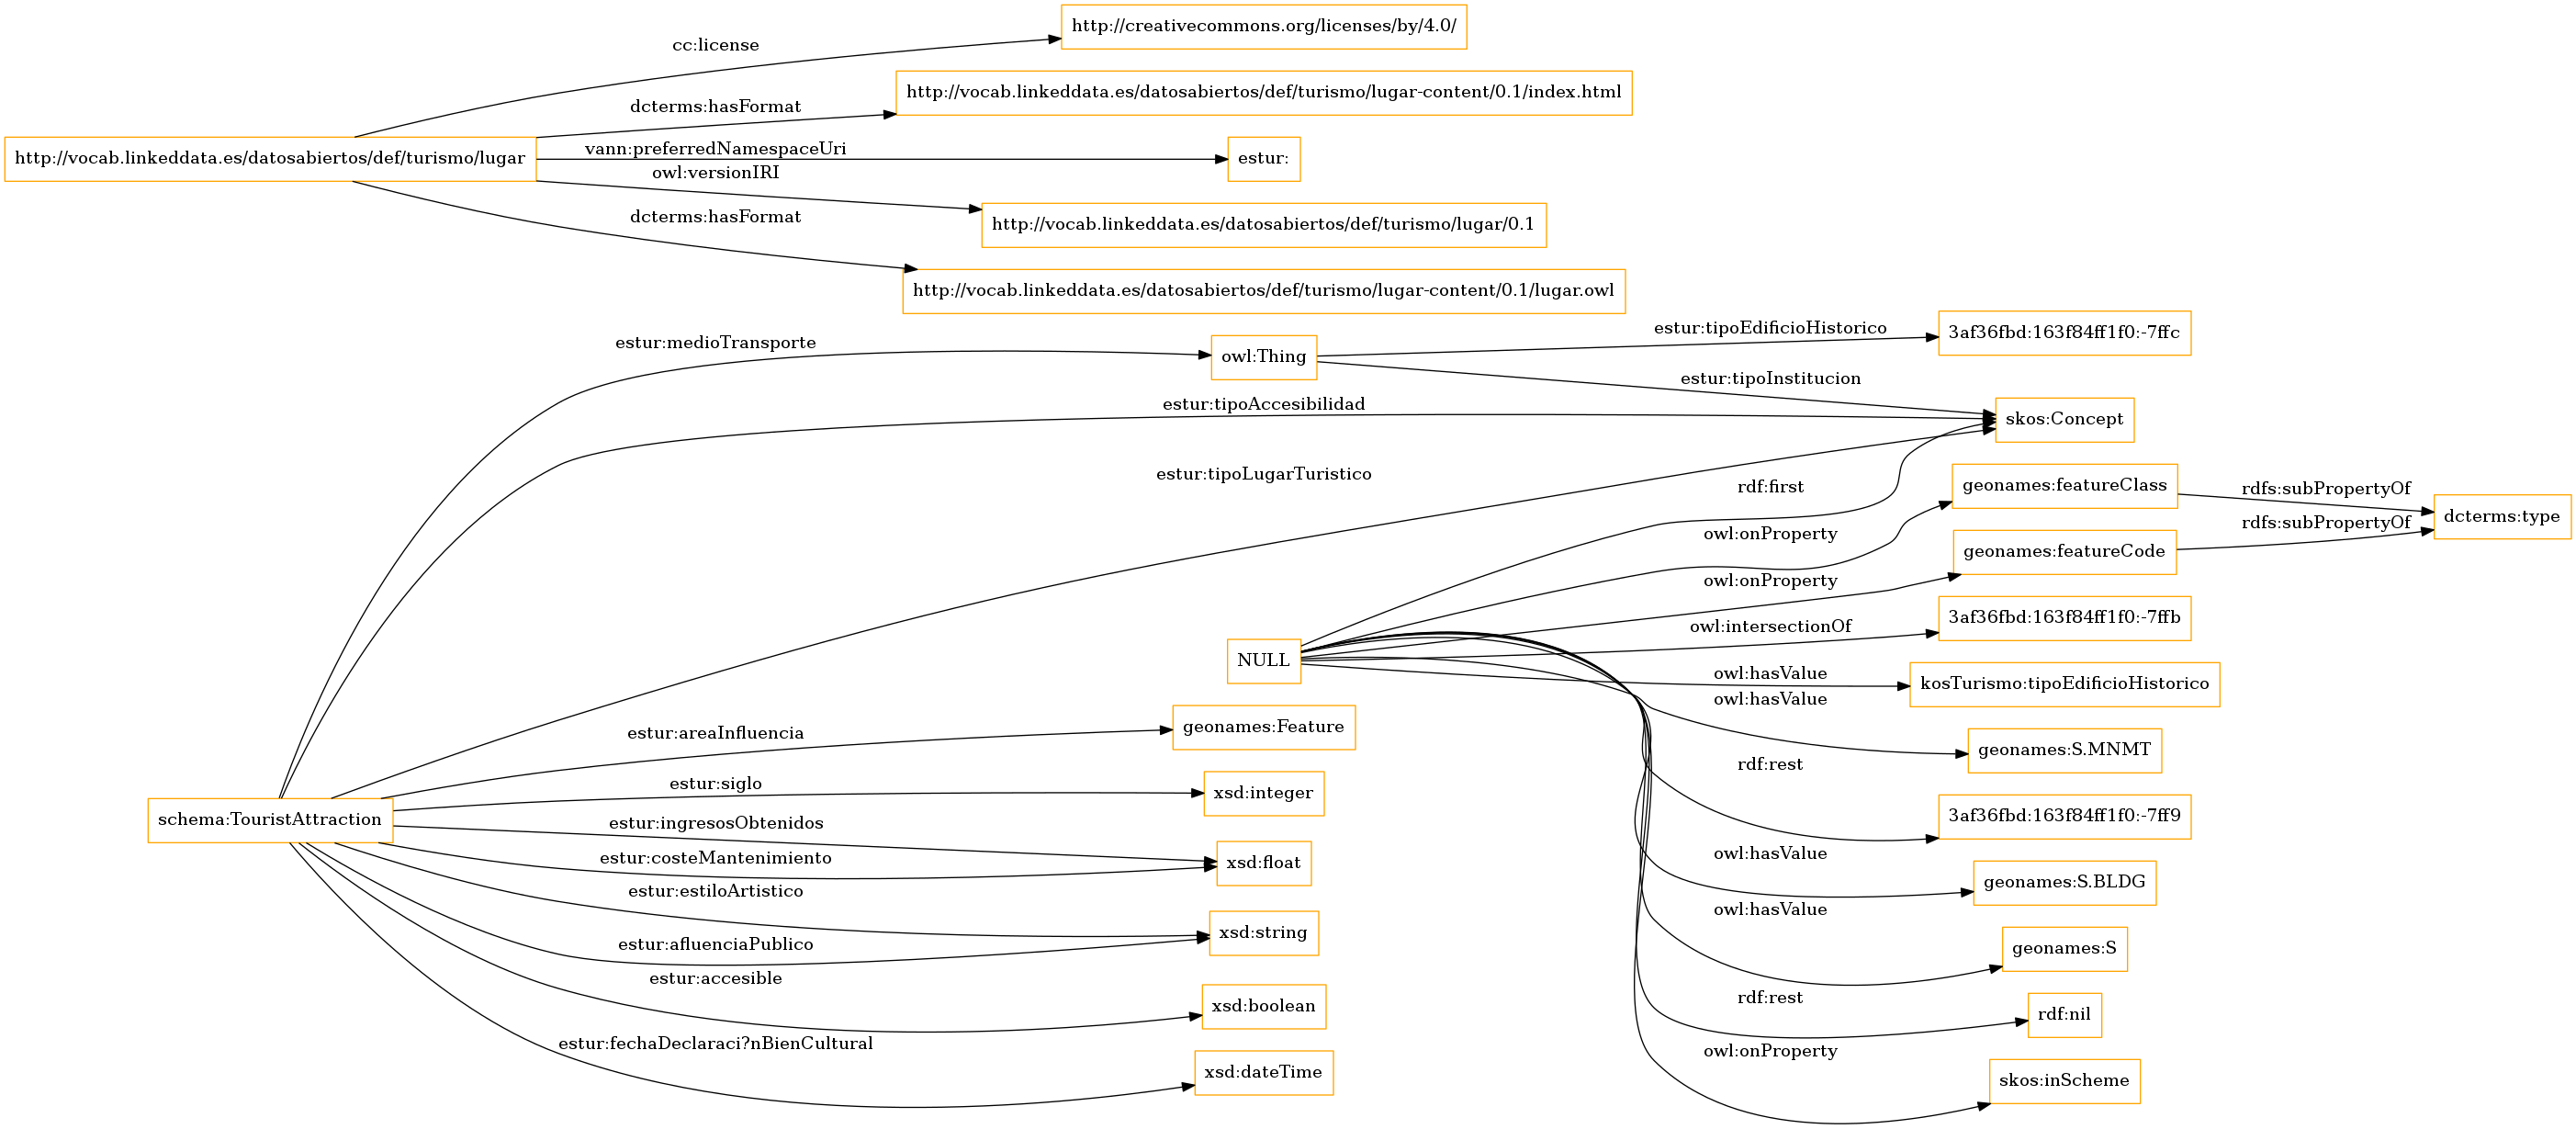 http://creativecommons.org/licenses/by/4.0/
cc:license
http://vocab.linkeddata.es/datosabiertos/def/turismo/lugar-content/0.1/index.html
dcterms:hasFormat
http://vocab.linkeddata.es/datosabiertos/def/turismo/lugar
vann:preferredNamespaceUri
estur:
owl:versionIRI
http://vocab.linkeddata.es/datosabiertos/def/turismo/lugar/0.1
dcterms:hasFormat
http://vocab.linkeddata.es/datosabiertos/def/turismo/lugar-content/0.1/lugar.owl
estur:medioTransporte
owl:Thing
estur:tipoEdificioHistorico
3af36fbd:163f84ff1f0:-7ffc
estur:tipoInstitucion
estur:tipoAccesibilidad
skos:Concept
estur:tipoLugarTuristico
rdf:first
geonames:featureClass
rdfs:subPropertyOf
dcterms:type
owl:onProperty
geonames:featureCode
rdfs:subPropertyOf
owl:onProperty
3af36fbd:163f84ff1f0:-7ffb
owl:intersectionOf
NULL
owl:hasValue
kosTurismo:tipoEdificioHistorico
owl:hasValue
geonames:S.MNMT
estur:areaInfluencia
geonames:Feature
rdf:rest
3af36fbd:163f84ff1f0:-7ff9
estur:siglo
xsd:integer
schema:TouristAttraction
estur:ingresosObtenidos
estur:costeMantenimiento
xsd:float
owl:hasValue
geonames:S.BLDG
estur:estiloArtistico
xsd:string
owl:hasValue
geonames:S
estur:afluenciaPublico
estur:accesible
xsd:boolean
rdf:rest
rdf:nil
estur:fechaDeclaraci?nBienCultural
xsd:dateTime
owl:onProperty
skos:inScheme